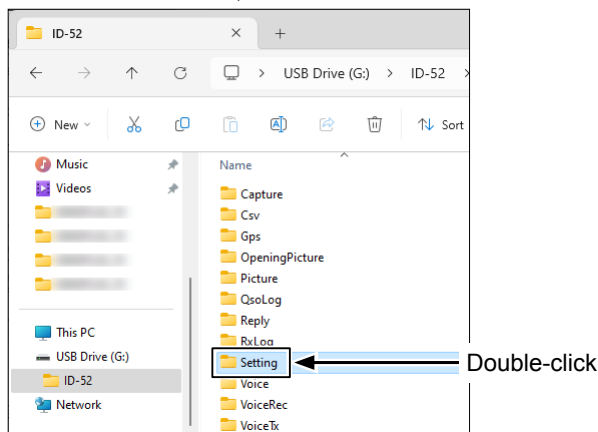 ID-52
USB Drive (G:) > ID-52 >
New
Sort
Music
Videos
This PC
USB Drive (G:)
ID-52
Network
Name
Capture
Csv
Gps
OpeningPicture
Picture
QsoLog
Reply
RxLog
Setting
Voice
VoiceRec
VoiceTx
Double-click